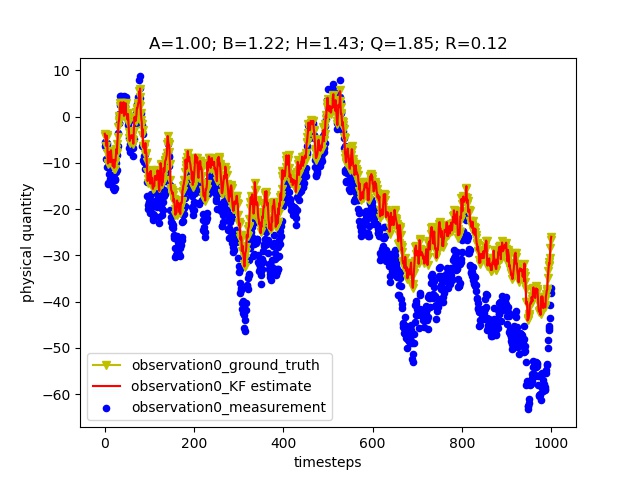 A=1.00; B=1.22; H=1.43; Q=1.85; R=0.12
physical quantity
10
0
−10
−20
−30
−40
−50
−60
observation0_ground_truth
observation0_KF estimate
observation0_measurement
0 200 400 600 800 1000
timesteps